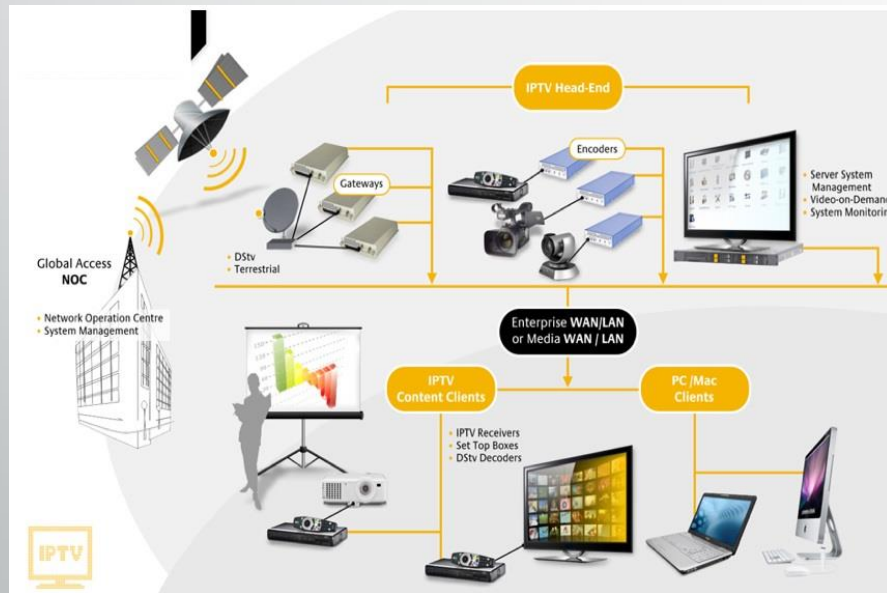 IPTV Head-End
Gateways
Encoders
• DStv
• Terrestrial
• Server System
Management
• Video-on-Demand
• System Monitoring
Global Access
NOC
• Network Operation Centre
• System Management
Enterprise WAN/LAN
or Media WAN / LAN
IPTV
Content Clients
PC /Mac
Clients
• IPTV Receivers
• Set Top Boxes
• DStv Decoders
IPTV